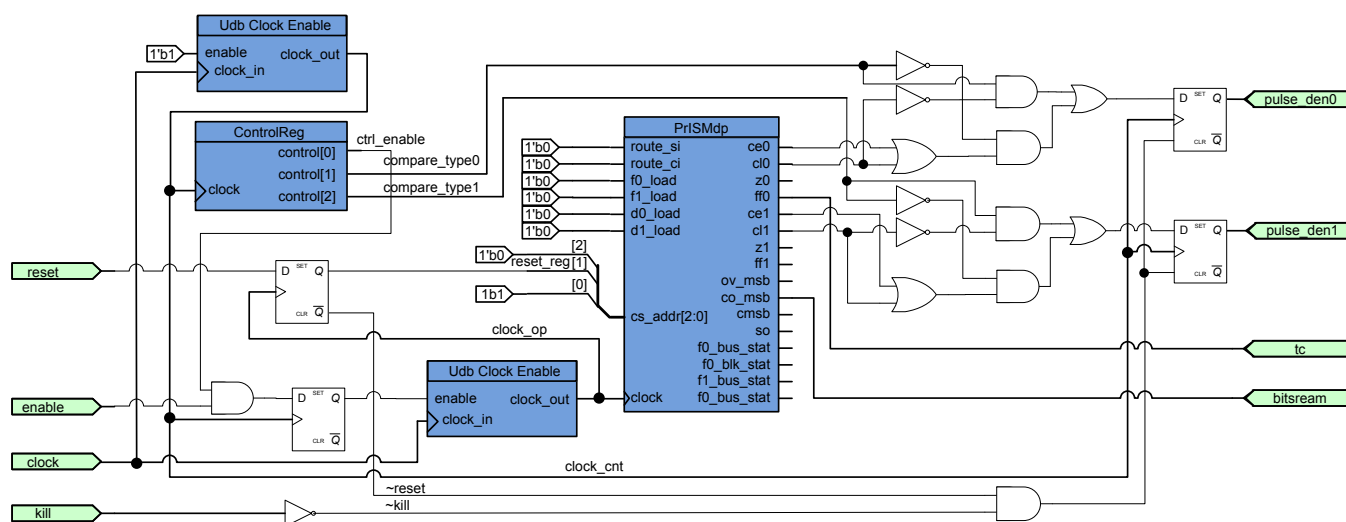 Udb Clock Enable
1'b1
enable
clock_out
clock_in
ControlReg
control[0]
control[1]
control[2]
clock
ctrl_enable
compare_type0
compare_type1
PrISMdp
1'b0
1'b0
1'b0
1'b0
1'b0
1'b0
route_si
route_ci
f0_load
f1_load
d0_load
d1_load
cs_addr[2:0]
clock
ce0
cl0
z0
ff0
ce1
cl1
z1
ff1
ov_msb
co_msb
cmsb
so
f0_bus_stat
f0_blk_stat
f1_bus_stat
f0_bus_stat
1'b0
[2]
reset_reg[1]
1b1
[0]
D SET Q
CLR Q
pulse_den0
D SET Q
CLR Q
pulse_den1
reset
D SET Q
CLR Q
clock_op
Udb Clock Enable
enable
clock_out
clock_in
enable
D SET Q
CLR Q
tc
bitsream
clock
clock_cnt
~reset
~kill
kill